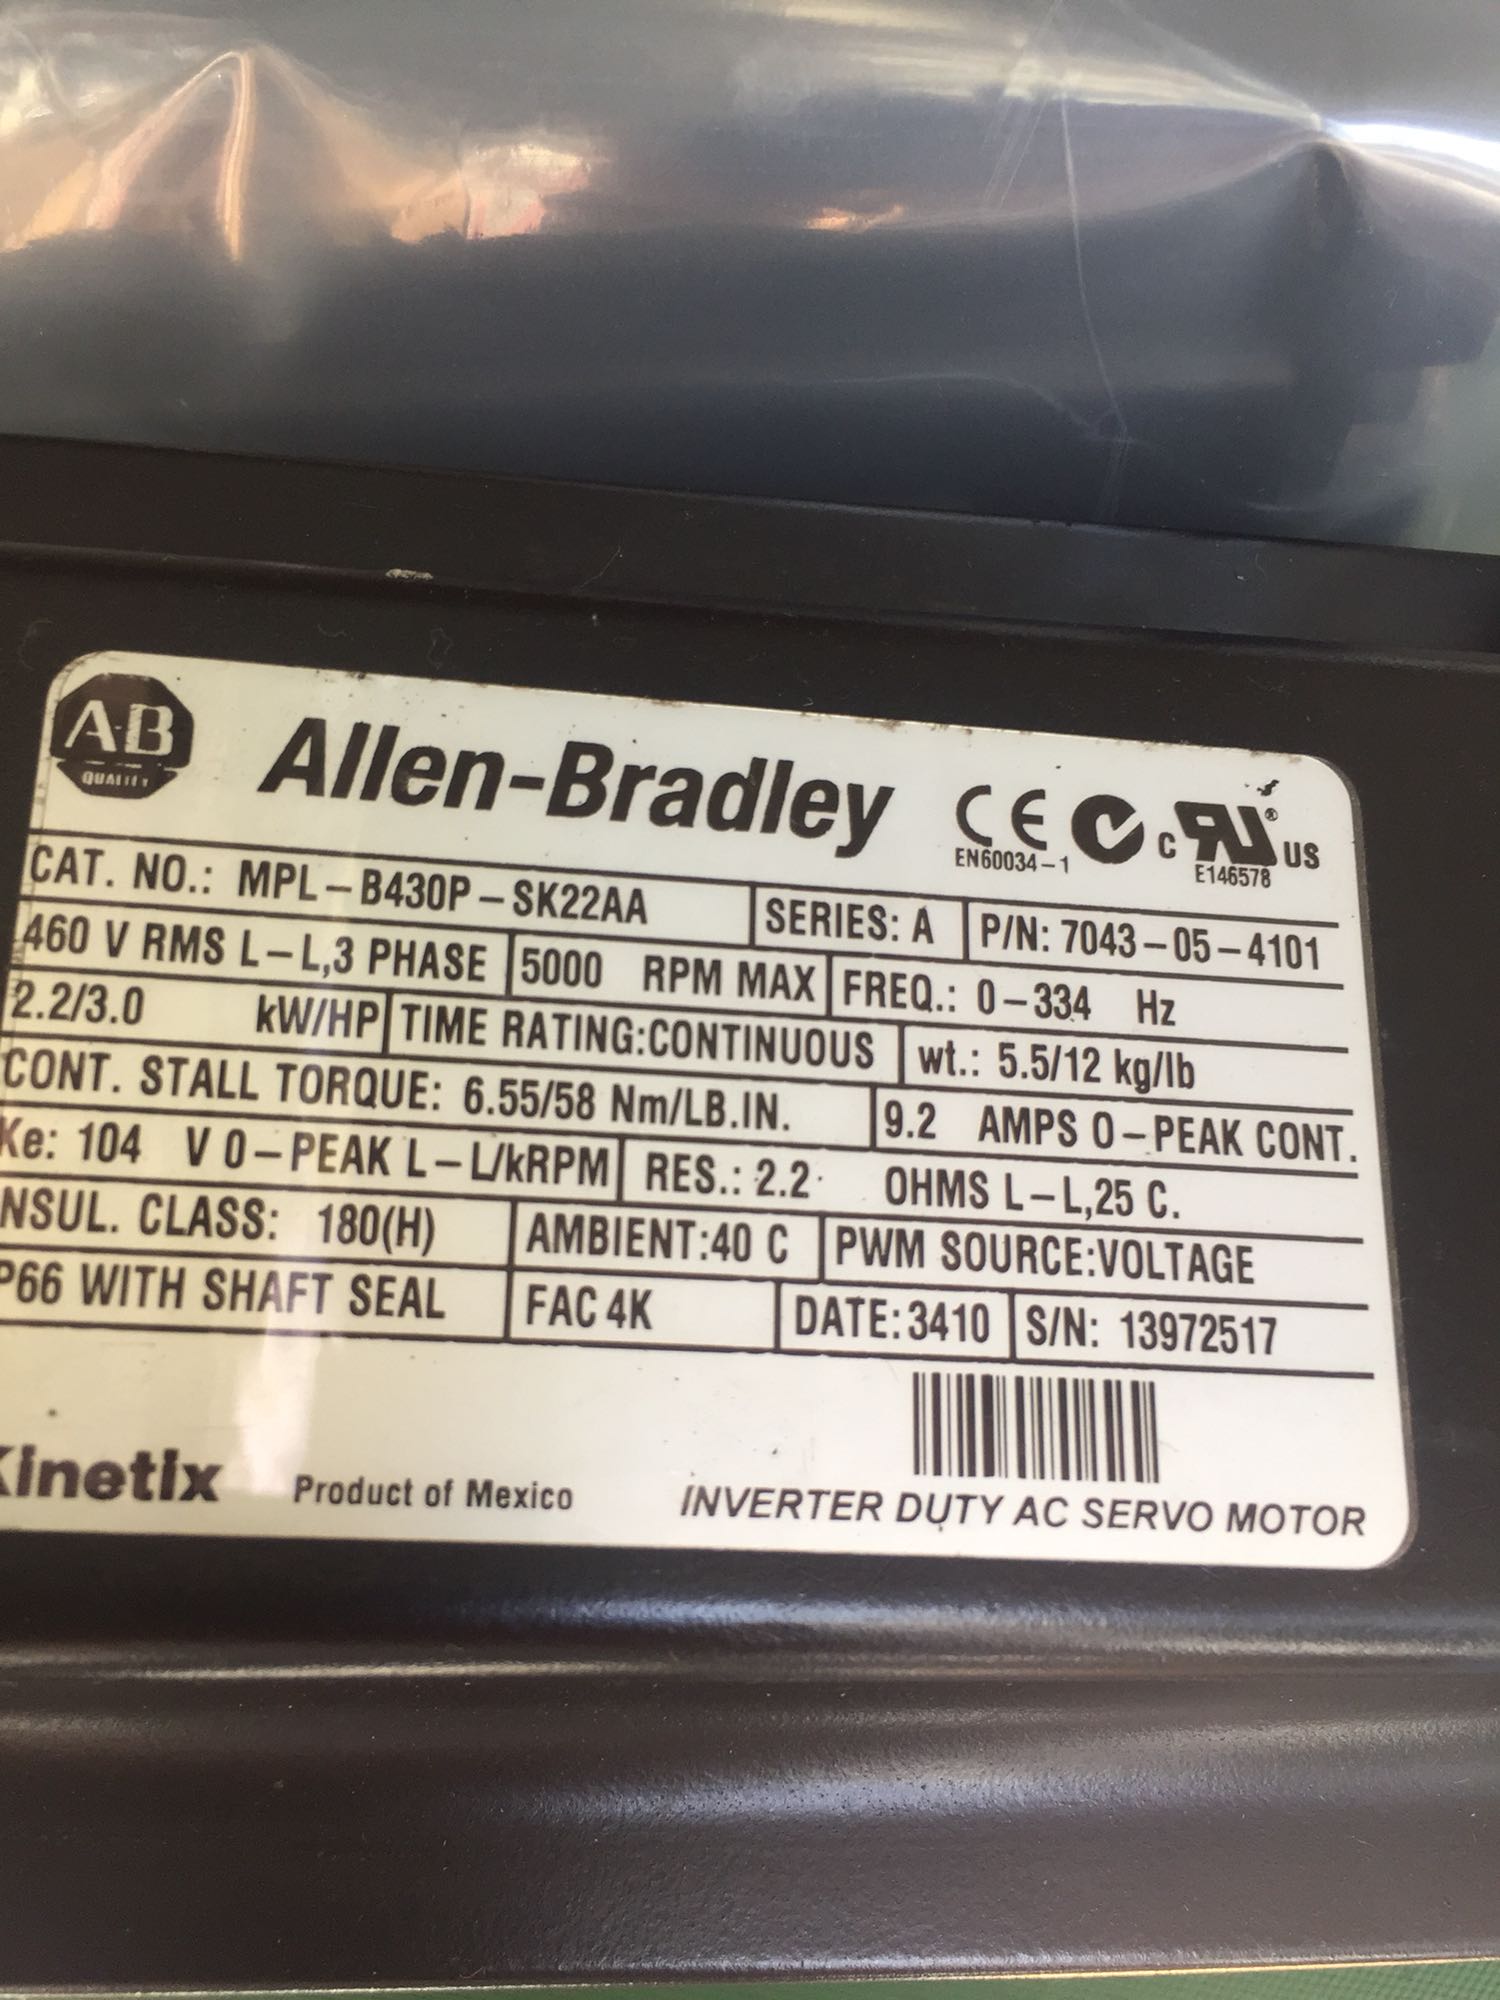 A-B
QUALITY
Allen-Bradley
CE
EN60034-1
C RU® US
E146578
CAT. NO.: MPL-B430P-SK22AA SERIES: A P/N: 7043-05-4101
460 V RMS L-L,3 PHASE 5000 RPM MAX FREQ.: 0-334 Hz
2.2/3.0 kW/HP TIME RATING:CONTINUOUS wt.: 5.5/12 kg/lb
CONT. STALL TORQUE: 6.55/58 Nm/LB.IN. 9.2 AMPS 0-PEAK CONT.
Ke: 104 V 0-PEAK L-L/kRPM RES.: 2.2 OHMS L-L,25 C.
NSUL. CLASS: 180(H) AMBIENT:40 C PWM SOURCE:VOLTAGE
P66 WITH SHAFT SEAL FAC 4K DATE:3410 S/N: 13972517
Kinetix Product of Mexico INVERTER DUTY AC SERVO MOTOR